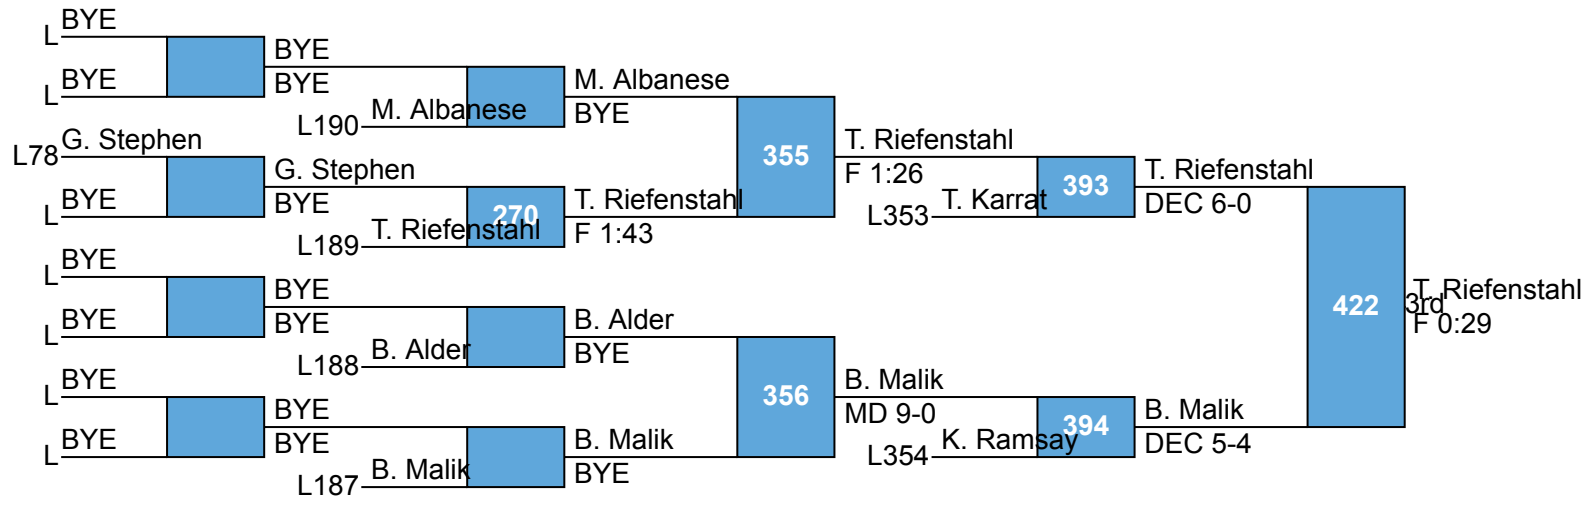 BYE
L
BYE
L
BYE
BYE
M. Albanese
L190
G. Stephen
L78
BYE
L
G. Stephen
BYE
T. Riefenstahl
L189
270
M. Albanese
BYE
T. Riefenstahl
F 1:43
355
T. Riefenstahl
F 1:26
T. Karrat
L353
393
T. Riefenstahl
DEC 6-0
BYE
L
BYE
L
BYE
BYE
B. Alder
L188
BYE
L
BYE
L
BYE
BYE
B. Malik
L187
B. Alder
BYE
B. Malik
BYE
356
B. Malik
MD 9-0
K. Ramsay
L354
394
B. Malik
DEC 5-4
422
T. Riefenstahl
3rd
F 0:29